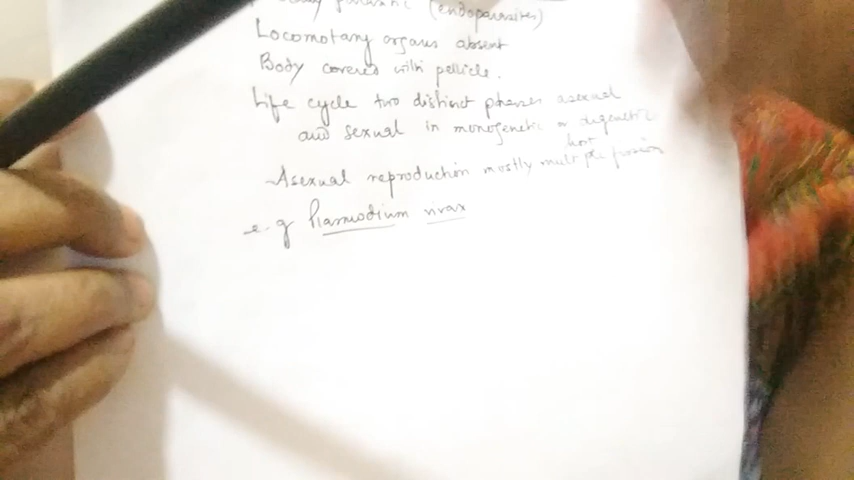 (endoparasites)
Locomotary organs absent
Body covered with pellicle.
Life cycle two distinct phases asexual
and sexual in monogenetic or digenetic
host
Asexual reproduction mostly multiple fission
e.g Plasmodium vivax